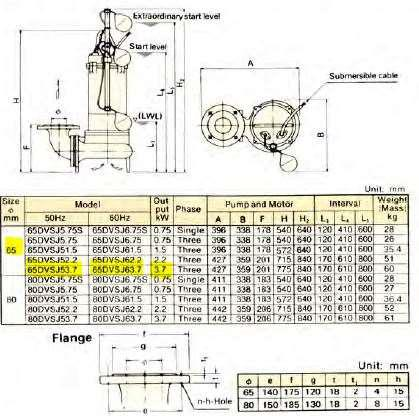 Extraordinary start level
Start level
(LWL)
H
F
φ
L₁
L₄
L₃
H₂
A
B
Submersible cable
Unit: mm
Size φ mm Model 50Hz 60Hz Output kW Phase Pump and Motor A B F H H₂ Interval L₁ L₄ L₃ Weight (Mass) kg
65
65DVSJ5.75S 65DVSJ6.75S 0.75 Single 396 338 178 540 640 120 410 600 28
65DVSJ5.75 65DVSJ6.75 0.75 Three 396 338 178 540 640 120 410 600 26
65DVSJ51.5 65DVSJ61.5 1.5 Three 396 338 178 572 640 120 410 600 35.4
65DVSJ52.2 65DVSJ62.2 2.2 Three 427 359 201 715 840 170 610 800 51
65DVSJ53.7 65DVSJ63.7 3.7 Three 427 359 201 775 840 170 610 800 60
80
80DVSJ5.75S 80DVSJ6.75S 0.75 Single 411 338 183 540 640 120 410 600 28
80DVSJ5.75 80DVSJ6.75 0.75 Three 411 338 183 540 640 120 410 600 27
80DVSJ51.5 80DVSJ61.5 1.5 Three 411 338 183 572 640 120 410 600 36.4
80DVSJ52.2 80DVSJ62.2 2.2 Three 442 359 206 715 840 170 610 800 52
80DVSJ53.7 80DVSJ63.7 3.7 Three 442 359 206 775 840 170 610 800 61
Flange
f
g
φ
e
t
n-h-Hole
Unit: mm
φ e f g t t₁ n h
65 140 175 120 18 2 4 15
80 150 185 130 18 2 8 15